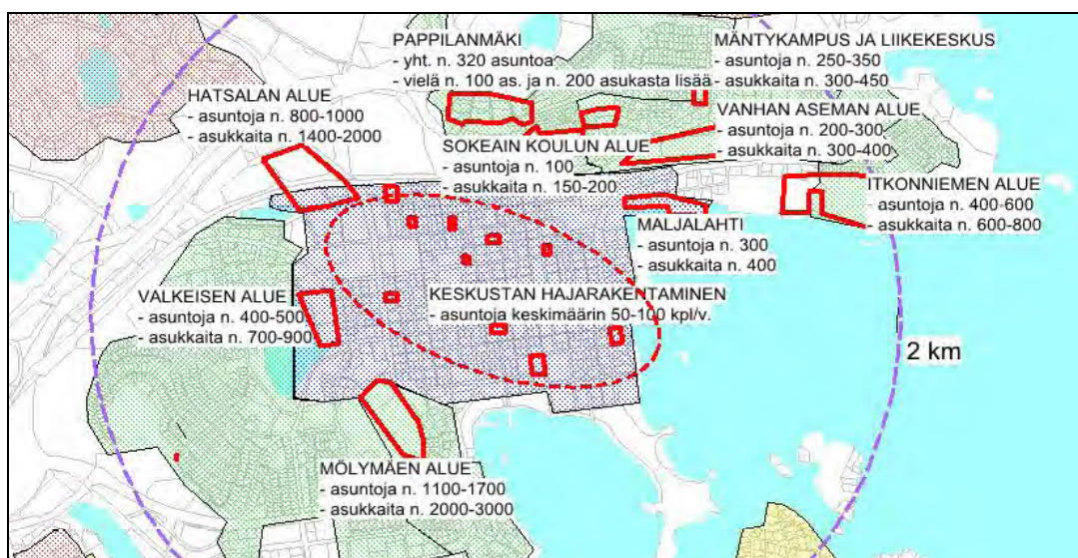 PAPPILANMÄKI
- yht. n. 320 asuntoa
- vielä n. 100 as. ja n. 200 asukasta lisää
MÄNTYKAMPUS JA LIIKEKESKUS
- asuntoja n. 250-350
- asukkaita n. 300-450
HATSALAN ALUE
- asuntoja n. 800-1000
- asukkaita n. 1400-2000
VANHAN ASEMAN ALUE
- asuntoja n. 200-300
- asukkaita n. 300-400
SOKEAIN KOULUN ALUE
- asuntoja n. 100
- asukkaita n. 150-200
ITKONNIEMEN ALUE
- asuntoja n. 400-600
- asukkaita n. 600-800
MALJALAHTI
- asuntoja n. 300
- asukkaita n. 400
VALKEISEN ALUE
- asuntoja n. 400-500
- asukkaita n. 700-900
KESKUSTAN HAJARAKENTAMINEN
- asuntoja keskimäärin 50-100 kpl/v.
2 km
MÖLYMÄEN ALUE
- asuntoja n. 1100-1700
- asukkaita n. 2000-3000